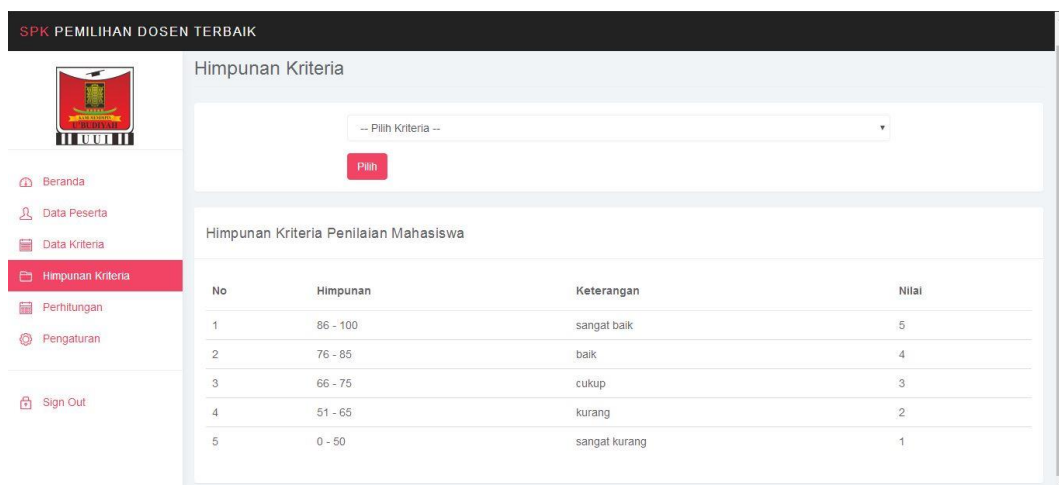 SPK PEMILIHAN DOSEN TERBAIK
U'BUDIYAH
UUI
Beranda
Data Peserta
Data Kriteria
Himpunan Kriteria
Perhitungan
Pengaturan
Sign Out
Himpunan Kriteria
-- Pilih Kriteria --
Pilih
Himpunan Kriteria Penilaian Mahasiswa
No Himpunan Keterangan Nilai
1 86 - 100 sangat baik 5
2 76 - 85 baik 4
3 66 - 75 cukup 3
4 51 - 65 kurang 2
5 0 - 50 sangat kurang 1